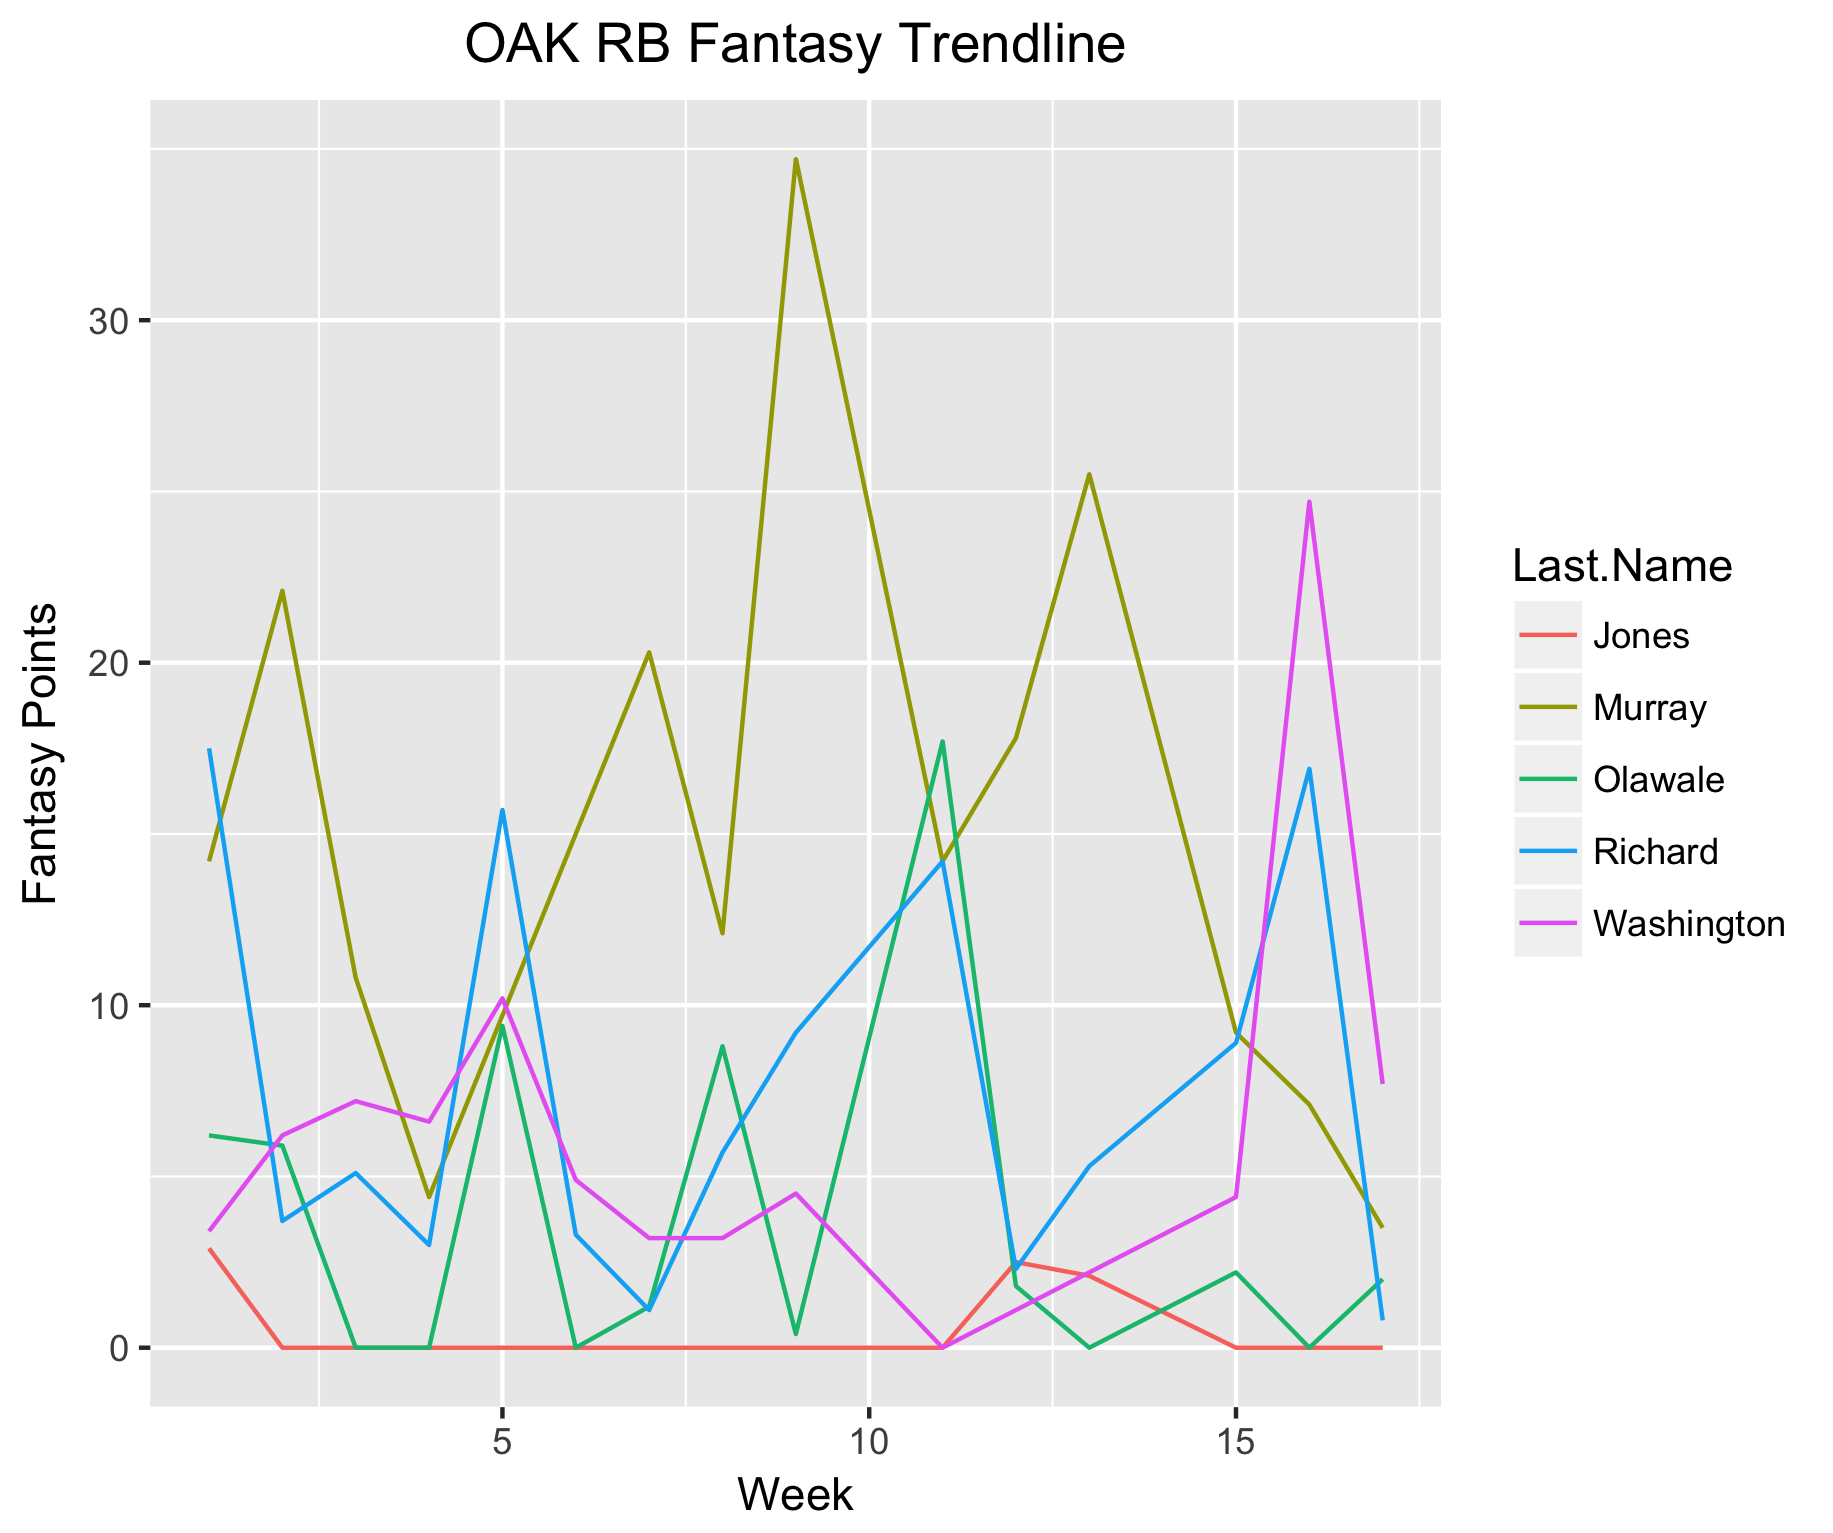 OAK RB Fantasy Trendline
Fantasy Points
30
20
10
0
5 10 15
Week
Last.Name
Jones
Murray
Olawale
Richard
Washington